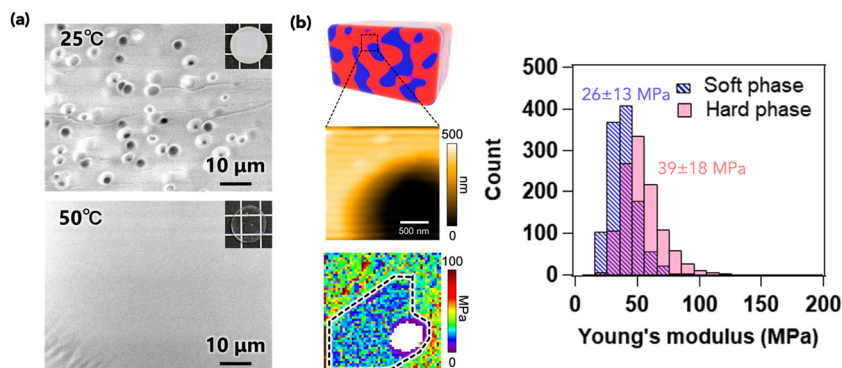 (a)
25℃
10 μm
50℃
10 μm
(b)
500
nm
0
500 nm
100
MPa
0
500
400
300
200
100
0
Count
Soft phase
Hard phase
26±13 MPa
39±18 MPa
0 50 100 150 200
Young's modulus (MPa)